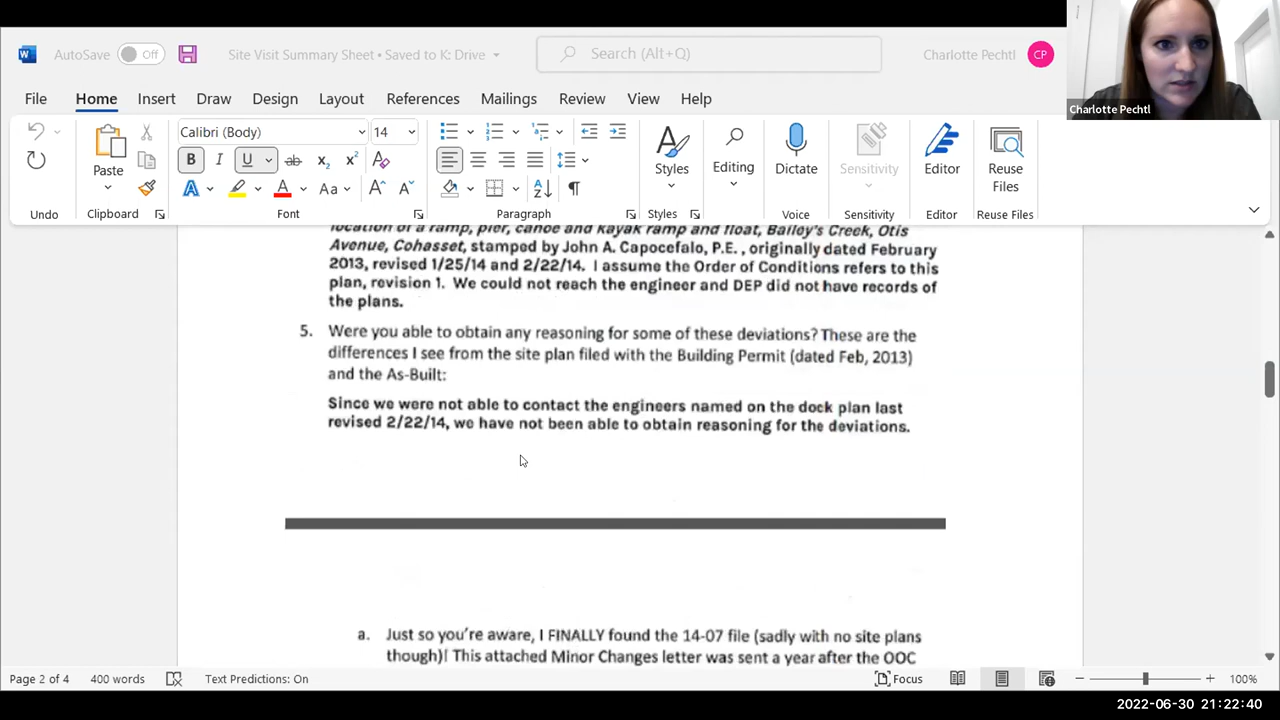 AutoSave Off Site Visit Summary Sheet • Saved to K: Drive Search (Alt+Q) Charlotte Pechtl CP
Charlotte Pechtl
File Home Insert Draw Design Layout References Mailings Review View Help
Calibri (Body) 14
Paste Styles Editing Dictate Sensitivity Editor Reuse Files
Undo Clipboard Font Paragraph Styles Voice Sensitivity Editor Reuse Files
location of a ramp, pier, canoe and kayak ramp and float, Bailey's Creek, Otis
Avenue, Cohasset, stamped by John A. Capocefalo, P.E. , originally dated February
2013, revised 1/25/14 and 2/22/14. I assume the Order of Conditions refers to this
plan, revision 1. We could not reach the engineer and DEP did not have records of
the plans.
5. Were you able to obtain any reasoning for some of these deviations? These are the
differences I see from the site plan filed with the Building Permit (dated Feb, 2013)
and the As-Built:
Since we were not able to contact the engineers named on the dock plan last
revised 2/22/14, we have not been able to obtain reasoning for the deviations.
a. Just so you're aware, I FINALLY found the 14-07 file (sadly with no site plans
though)! This attached Minor Changes letter was sent a year after the OOC
Page 2 of 4 400 words Text Predictions: On Focus 100%
2022-06-30 21:22:40